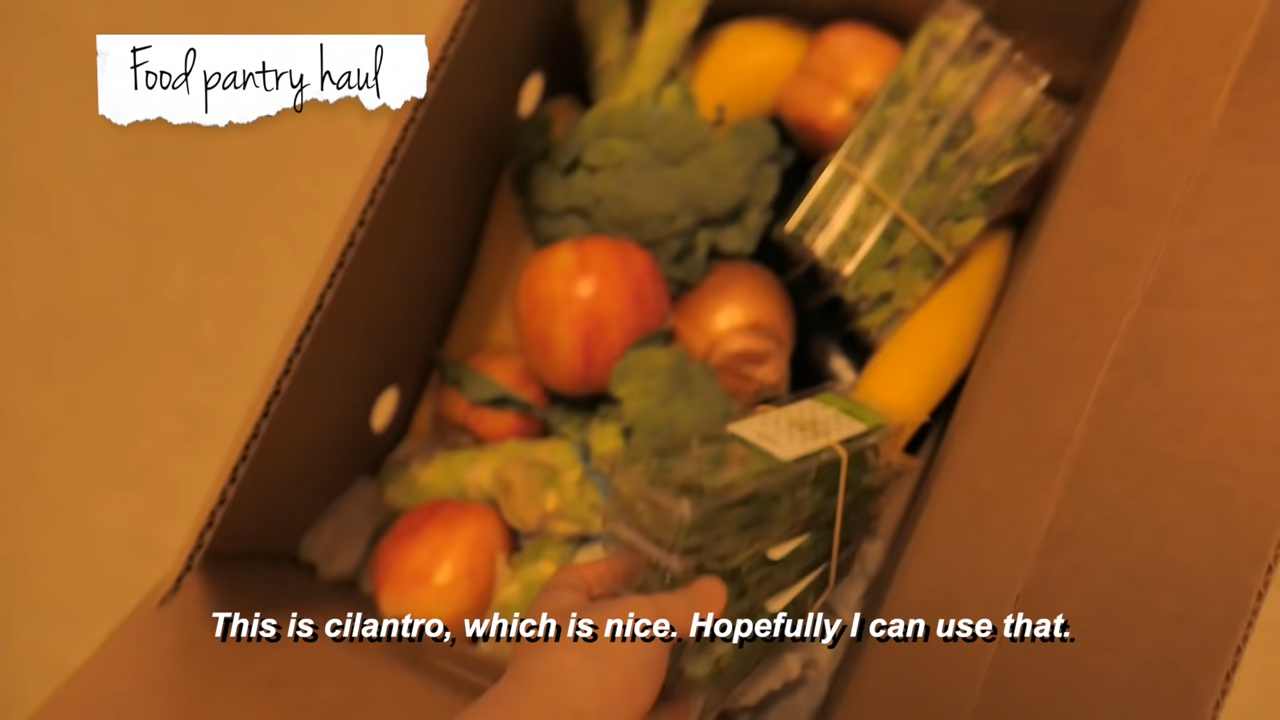 Food pantry haul
This is cilantro, which is nice. Hopefully I can use that.